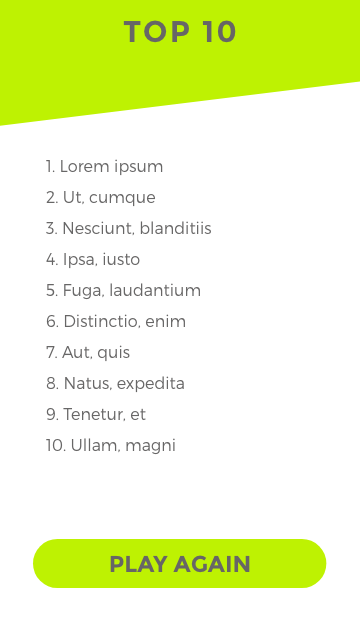 TOP 10
1. Lorem ipsum
2. Ut, cumque
3. Nesciunt, blanditiis
4. Ipsa, iusto
5. Fuga, laudantium
6. Distinctio, enim
7. Aut, quis
8. Natus, expedita
9. Tenetur, et
10. Ullam, magni
PLAY AGAIN